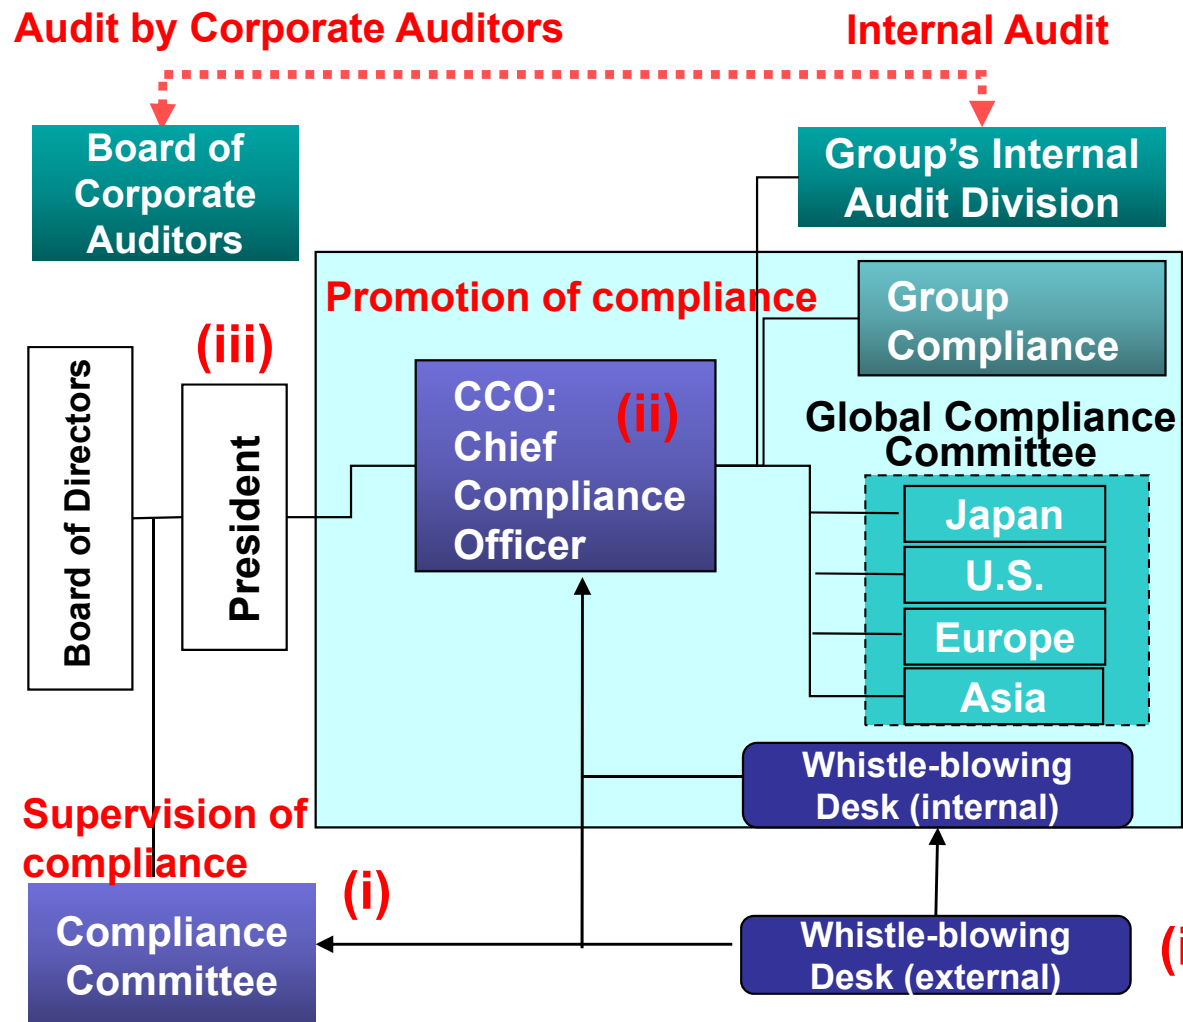 Audit by Corporate Auditors
Internal Audit
Board of
Corporate
Auditors
Group's Internal
Audit Division
Promotion of compliance
Group
Compliance
(iii)
Board of Directors
President
CCO:
Chief
Compliance
Officer
(ii)
Global Compliance
Committee
Japan
U.S.
Europe
Asia
Whistle-blowing
Desk (internal)
Supervision of
compliance
(i)
Compliance
Committee
Whistle-blowing
Desk (external)